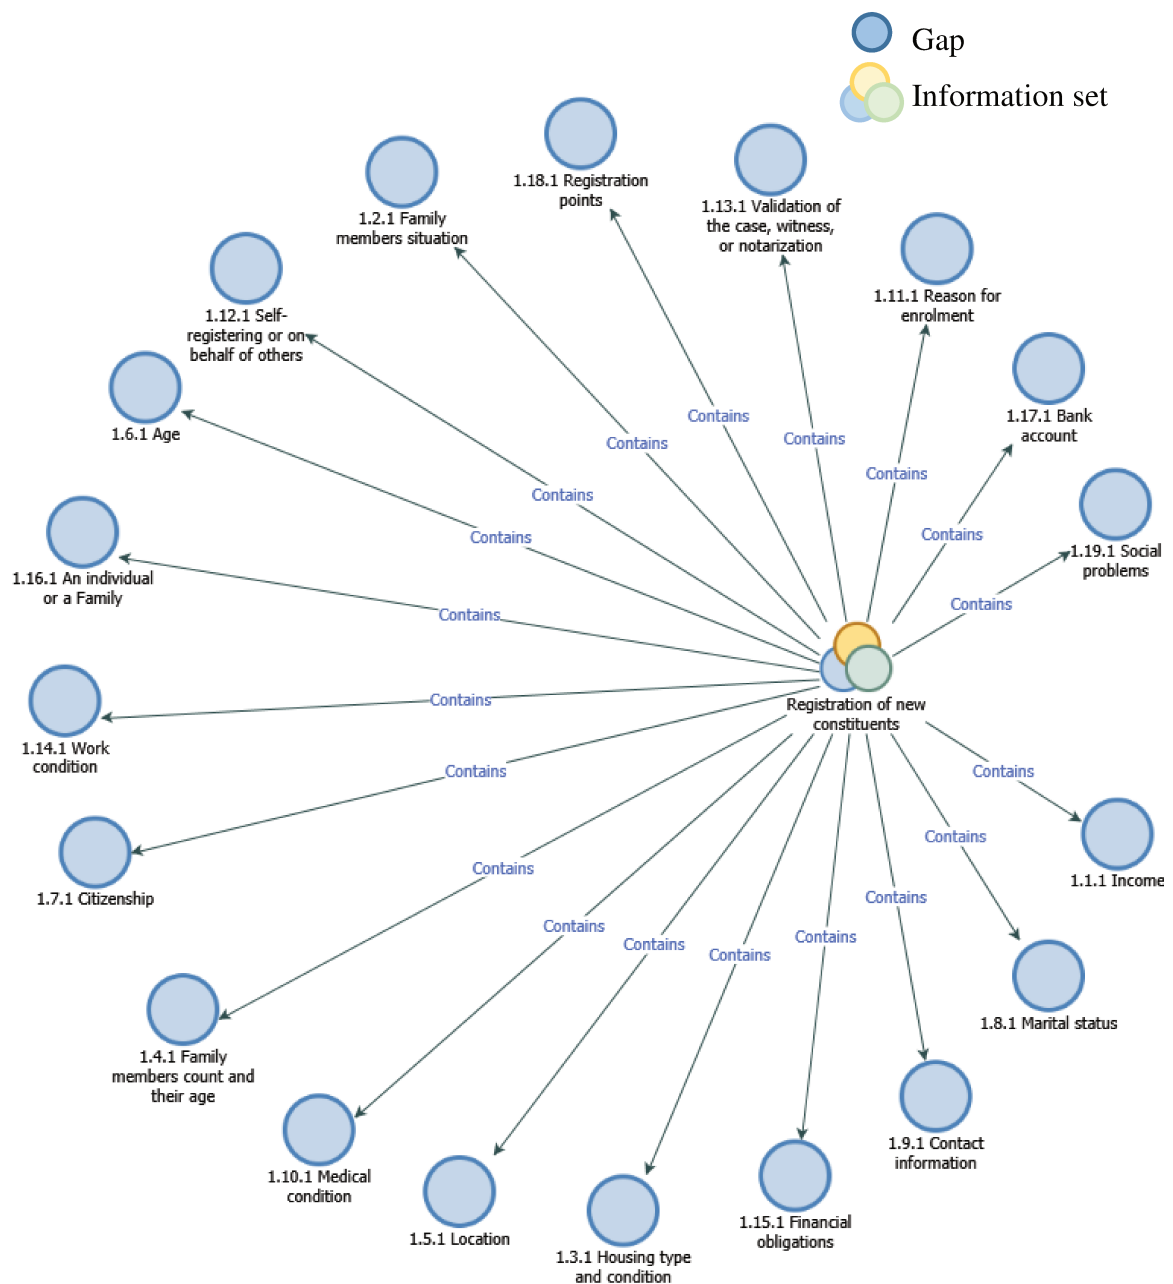 Gap
Information set
1.18.1 Registration
points
1.2.1 Family
members situation
1.13.1 Validation of
the case, witness,
or notarization
1.11.1 Reason for
enrolment
1.12.1 Self-
registering or on
behalf of others
1.6.1 Age
1.17.1 Bank
account
1.19.1 Social
problems
1.16.1 An individual
or a Family
Contains
Contains
Contains
Contains
Contains
Contains
Contains
Contains
Contains
Contains
Contains
Registration of new
constituents
1.14.1 Work
condition
Contains
Contains
1.1.1 Income
Contains
Contains
1.7.1 Citizenship
Contains
Contains
Contains
Contains
Contains
1.8.1 Marital status
1.4.1 Family
members count and
their age
1.9.1 Contact
information
1.10.1 Medical
condition
1.5.1 Location
1.15.1 Financial
obligations
1.3.1 Housing type
and condition